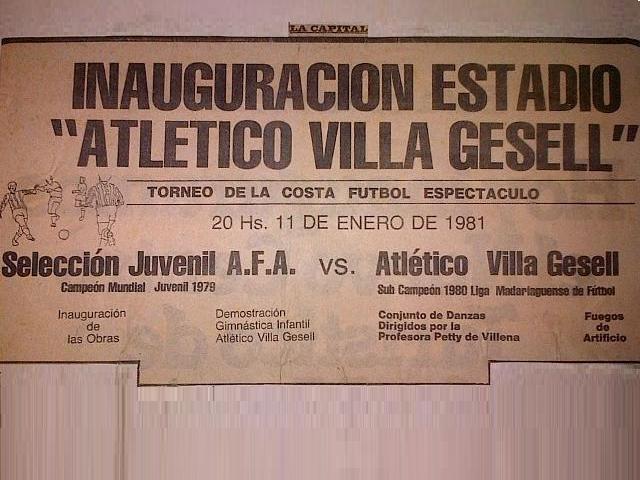 LA CAPITAL
INAUGURACION ESTADIO
"ATLETICO VILLA GESELL"
TORNEO DE LA COSTA FUTBOL ESPECTACULO
20 Hs. 11 DE ENERO DE 1981
Selección Juvenil A.F.A. vs. Atlético Villa Gesell
Campeón Mundial Juvenil 1979 Sub Campeón 1980 Liga Madaringuense de Fútbol
Inauguración
de
las Obras
Demostración
Gimnástica Infantil
Atlético Villa Gesell
Conjunto de Danzas
Dirigidos por la
Profesora Petty de Villena
Fuegos
de
Artificio